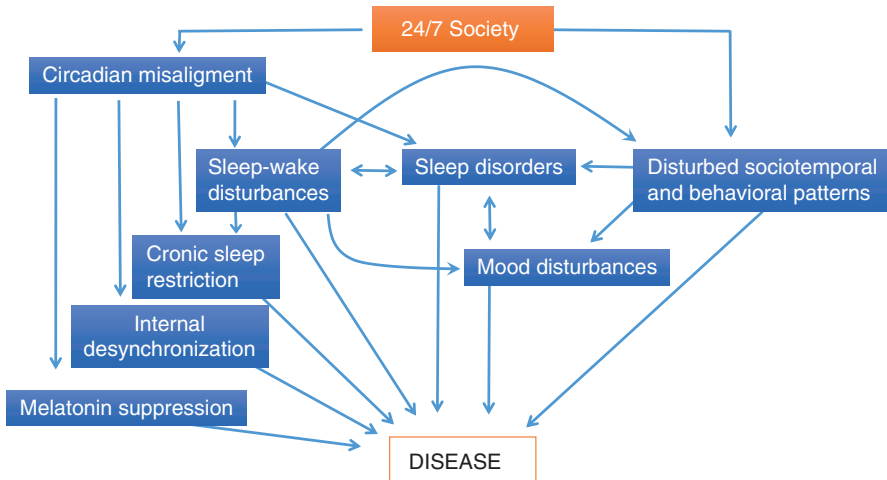 24/7 Society
Circadian misaligment
Sleep-wake
disturbances
Sleep disorders
Disturbed sociotemporal
and behavioral patterns
Cronic sleep
restriction
Mood disturbances
Internal
desynchronization
Melatonin suppression
DISEASE